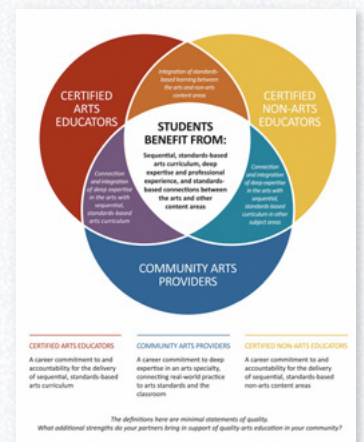 Integration of standards-
based learning between
the arts and non-arts
content areas
CERTIFIED
ARTS
EDUCATORS
CERTIFIED
NON-ARTS
EDUCATORS
STUDENTS
BENEFIT FROM:
Sequential, standards-based
arts curriculum, deep
expertise and professional
experience, and standards-
based connections between
the arts and other
content areas
Connection
and integration
of deep expertise
in the arts with
sequential,
standards-based
arts curriculum
Connection
and integration
of deep expertise
in the arts with
sequential,
standards-based
curriculum in other
subject areas
COMMUNITY ARTS
PROVIDERS
CERTIFIED ARTS EDUCATORS
A career commitment to and
accountability for the delivery
of sequential, standards-based
arts curriculum
COMMUNITY ARTS PROVIDERS
A career commitment to deep
expertise in an arts specialty,
connecting real-world practice
to arts standards and the
classroom
CERTIFIED NON-ARTS EDUCATORS
A career commitment to and
accountability for the delivery
of sequential, standards-based
non-arts content areas
The definitions here are minimal statements of quality.
What additional strengths do your partners bring in support of quality arts education in your community?